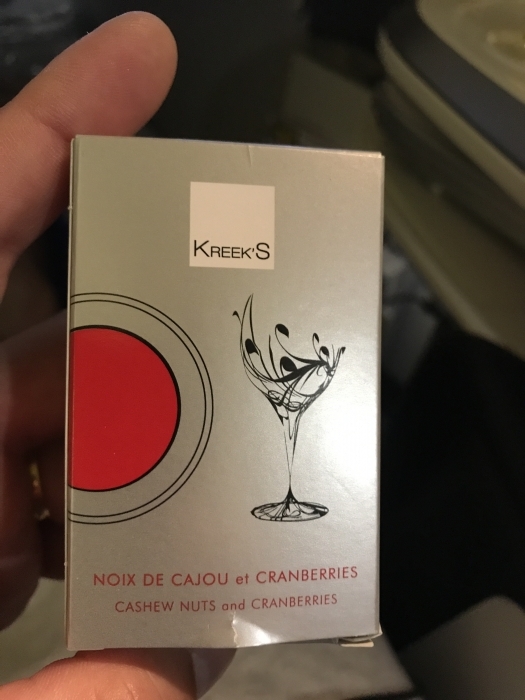 KREEK'S
NOIX DE CAJOU et CRANBERRIES
CASHEW NUTS and CRANBERRIES